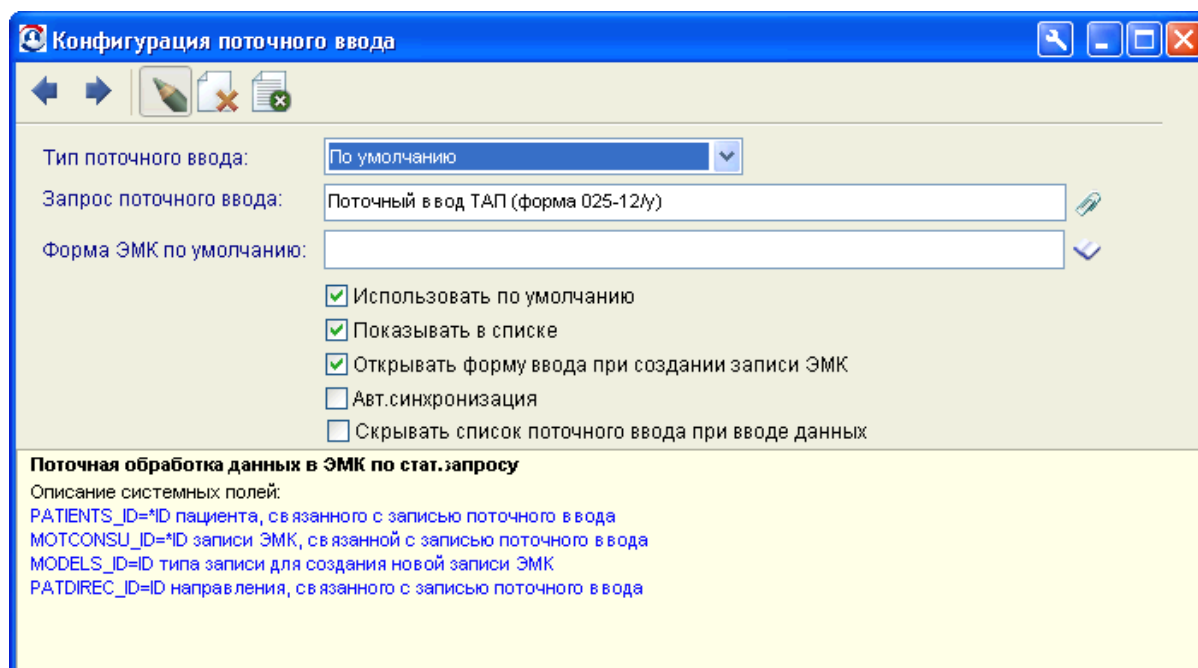 Конфигурация поточного ввода
Тип поточного ввода: По умолчанию
Запрос поточного ввода: Поточный ввод ТАП (форма 025-12/у)
Форма ЭМК по умолчанию:
Использовать по умолчанию
Показывать в списке
Открывать форму ввода при создании записи ЭМК
Авт.синхронизация
Скрывать список поточного ввода при вводе данных
Поточная обработка данных в ЭМК по стат.запросу
Описание системных полей:
PATIENTS_ID=*ID пациента, связанного с записью поточного ввода
MOTCONSU_ID=*ID записи ЭМК, связанной с записью поточного ввода
MODELS_ID=ID типа записи для создания новой записи ЭМК
PATDIREC_ID=ID направления, связанного с записью поточного ввода